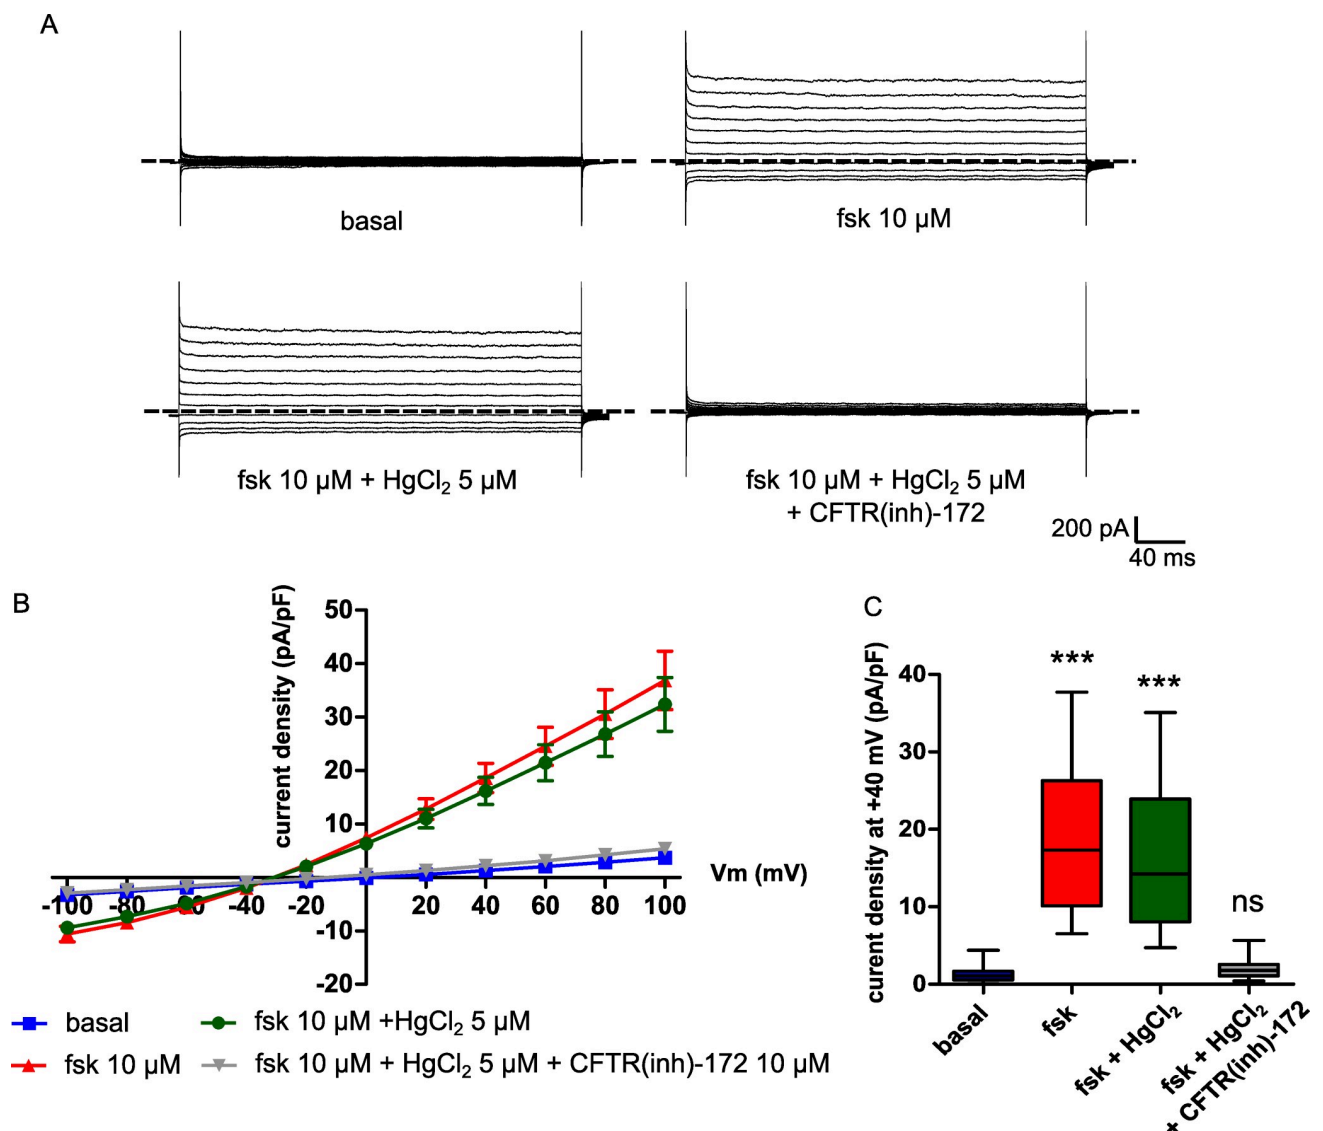 A
basal
fsk 10 µM
fsk 10 µM + HgCl₂ 5 µM
fsk 10 µM + HgCl₂ 5 µM
+ CFTR(inh)-172
200 pA
40 ms
B
current density (pA/pF)
50
40
30
20
10
-10
-20
-100 -80 -60 -40 -20 20 40 60 80 100
Vm (mV)
basal
fsk 10 µM +HgCl₂ 5 µM
fsk 10 µM
fsk 10 µM + HgCl₂ 5 µM + CFTR(inh)-172 10 µM
C
curent density at +40 mV (pA/pF)
40
30
20
10
0
***
***
ns
basal
fsk
fsk + HgCl₂
fsk + HgCl₂
+ CFTR(inh)-172